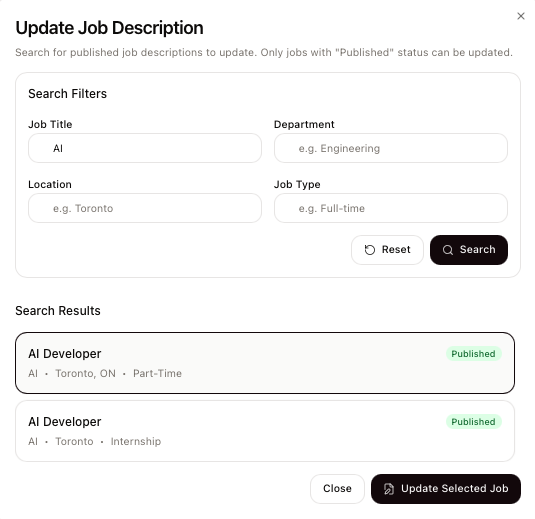 Update Job Description
Search for published job descriptions to update. Only jobs with "Published" status can be updated.
Search Filters
Job Title
Department
AI
e.g. Engineering
Location
Job Type
e.g. Toronto
e.g. Full-time
Reset
Search
Search Results
AI Developer
Published
AI • Toronto, ON • Part-Time
AI Developer
Published
AI • Toronto • Internship
Close
Update Selected Job